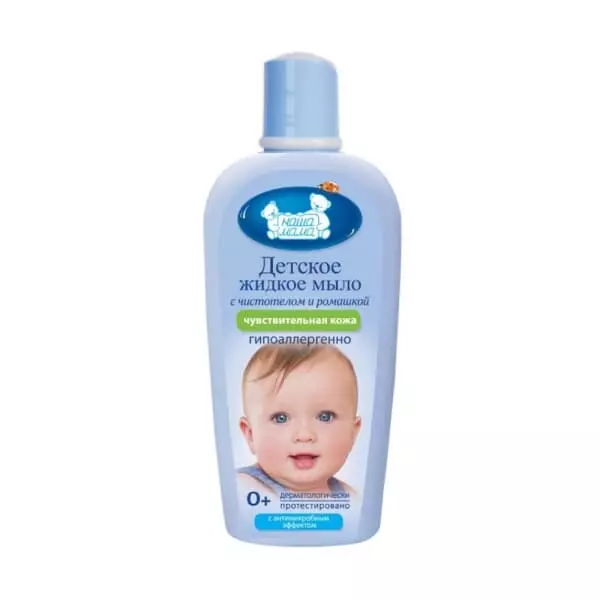 наша
мама
Детское
жидкое мыло
с чистотелом и ромашкой
чувствительная кожа
гипоаллергенно
0+
дерматологически
протестировано
с антимикробным
эффектом